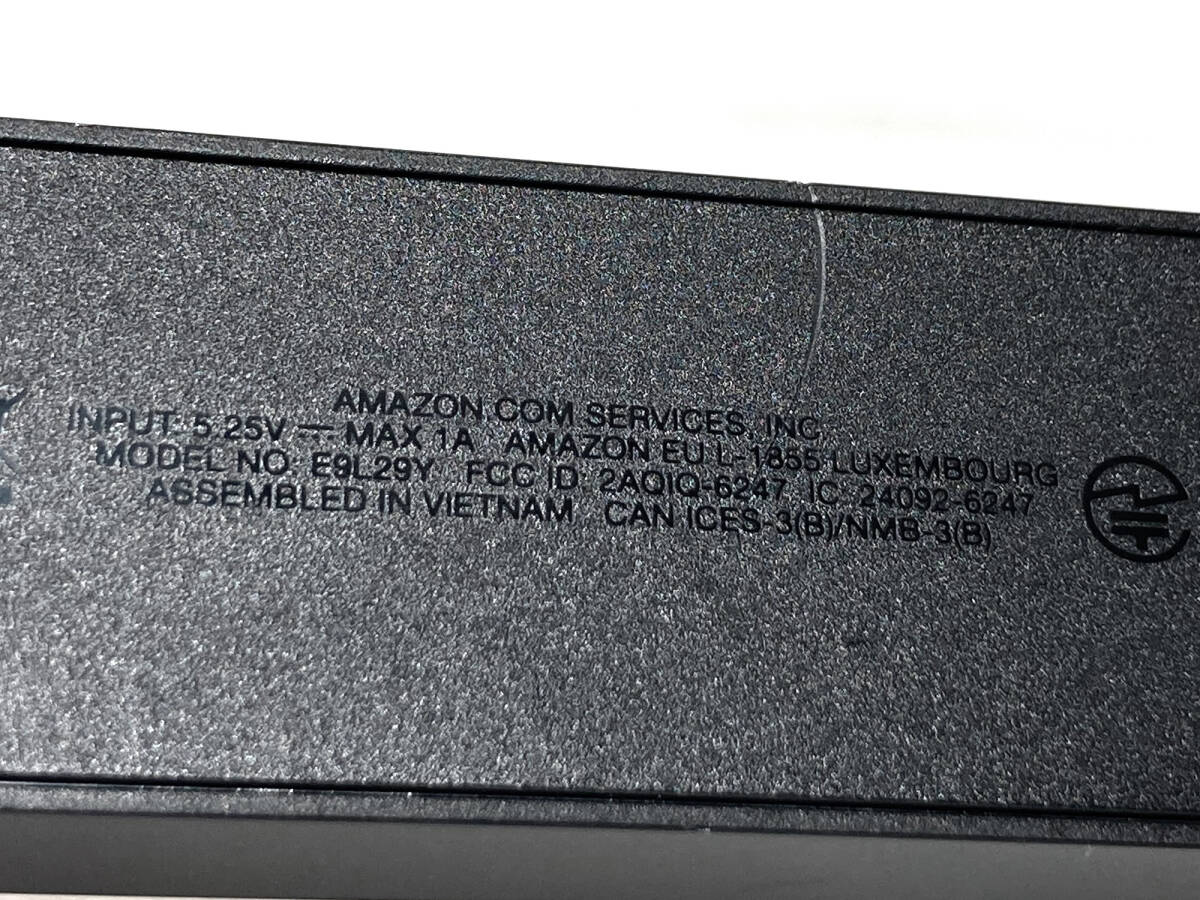 AMAZON.COM SERVICES, INC.
INPUT: 5.25V ⎓ MAX 1A AMAZON EU L-1855 LUXEMBOURG
MODEL NO.: E9L29Y FCC ID: 2AQIQ-6247 IC: 24092-6247
ASSEMBLED IN VIETNAM CAN ICES-3(B)/NMB-3(B)